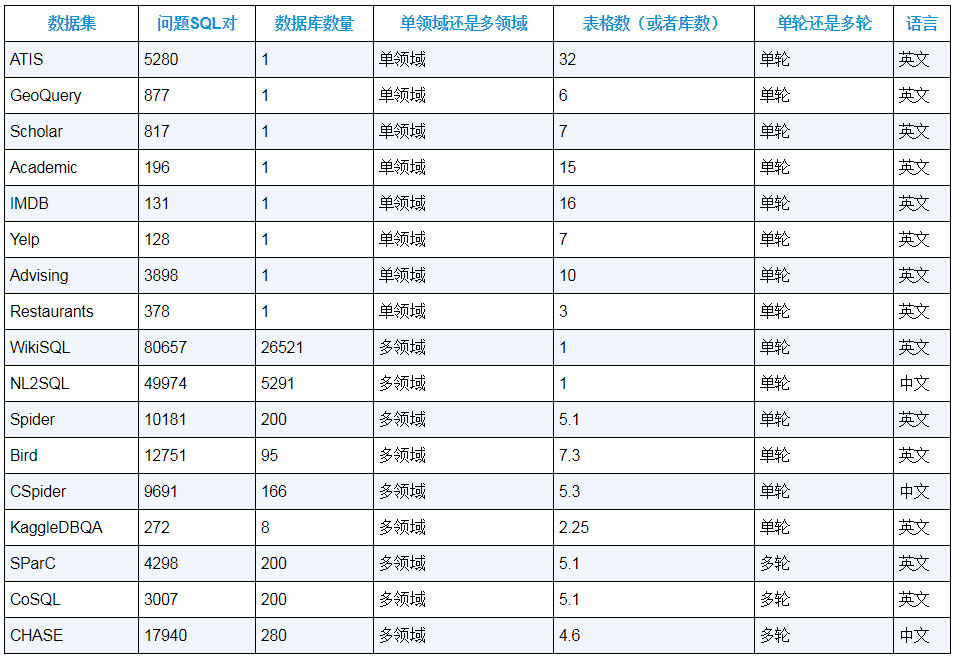 数据集 问题SQL对 数据库数量 单领域还是多领域 表格数（或者库数） 单轮还是多轮 语言
ATIS 5280 1 单领域 32 单轮 英文
GeoQuery 877 1 单领域 6 单轮 英文
Scholar 817 1 单领域 7 单轮 英文
Academic 196 1 单领域 15 单轮 英文
IMDB 131 1 单领域 16 单轮 英文
Yelp 128 1 单领域 7 单轮 英文
Advising 3898 1 单领域 10 单轮 英文
Restaurants 378 1 单领域 3 单轮 英文
WikiSQL 80657 26521 多领域 1 单轮 英文
NL2SQL 49974 5291 多领域 1 单轮 中文
Spider 10181 200 多领域 5.1 单轮 英文
Bird 12751 95 多领域 7.3 单轮 英文
CSpider 9691 166 多领域 5.3 单轮 中文
KaggleDBQA 272 8 多领域 2.25 单轮 英文
SParC 4298 200 多领域 5.1 多轮 英文
CoSQL 3007 200 多领域 5.1 多轮 英文
CHASE 17940 280 多领域 4.6 多轮 中文